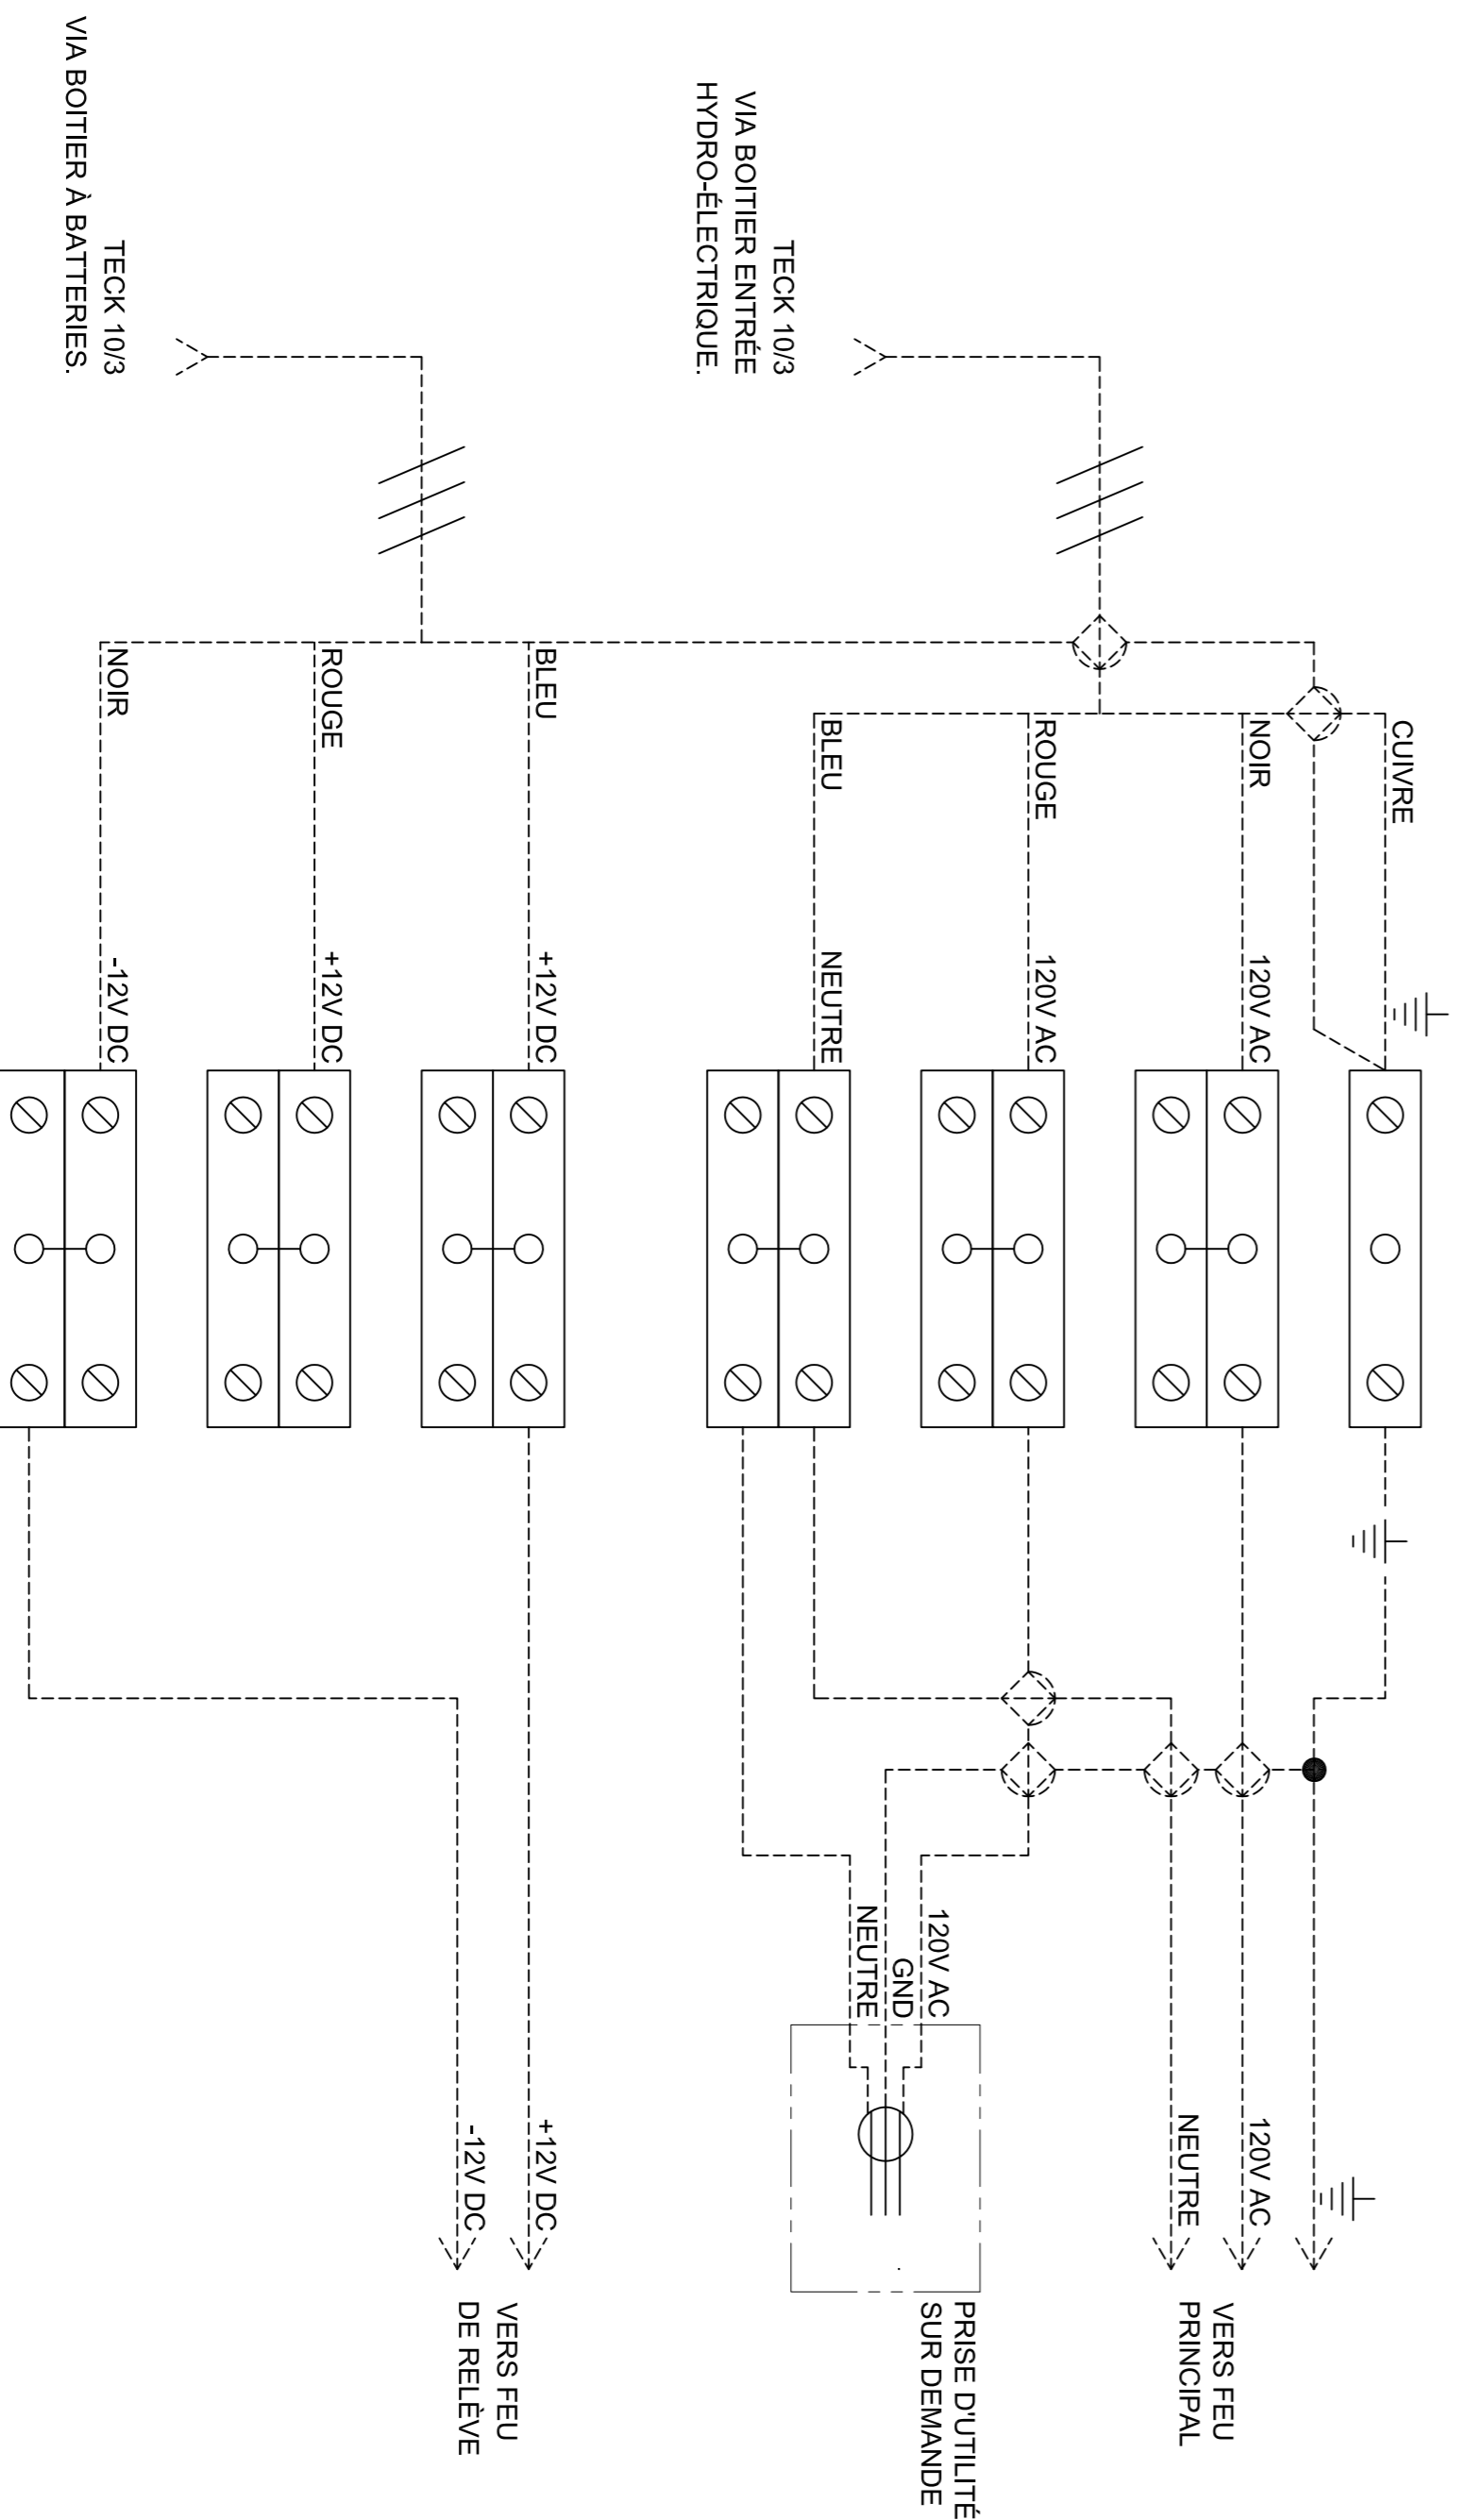 CUIVRE
NOIR
120V AC
ROUGE
120V AC
BLEU
NEUTRE
TECK 10/3
VIA BOITIER ENTRÉE
HYDRO-ÉLECTRIQUE.
BLEU
+12V DC
ROUGE
+12V DC
NOIR
-12V DC
TECK 10/3
VIA BOITIER À BATTERIES.
120V AC
NEUTRE
VERS FEU
PRINCIPAL
120V AC
GND
NEUTRE
PRISE D'UTILITÉ
SUR DEMANDE
+12V DC
-12V DC
VERS FEU
DE RELÈVE